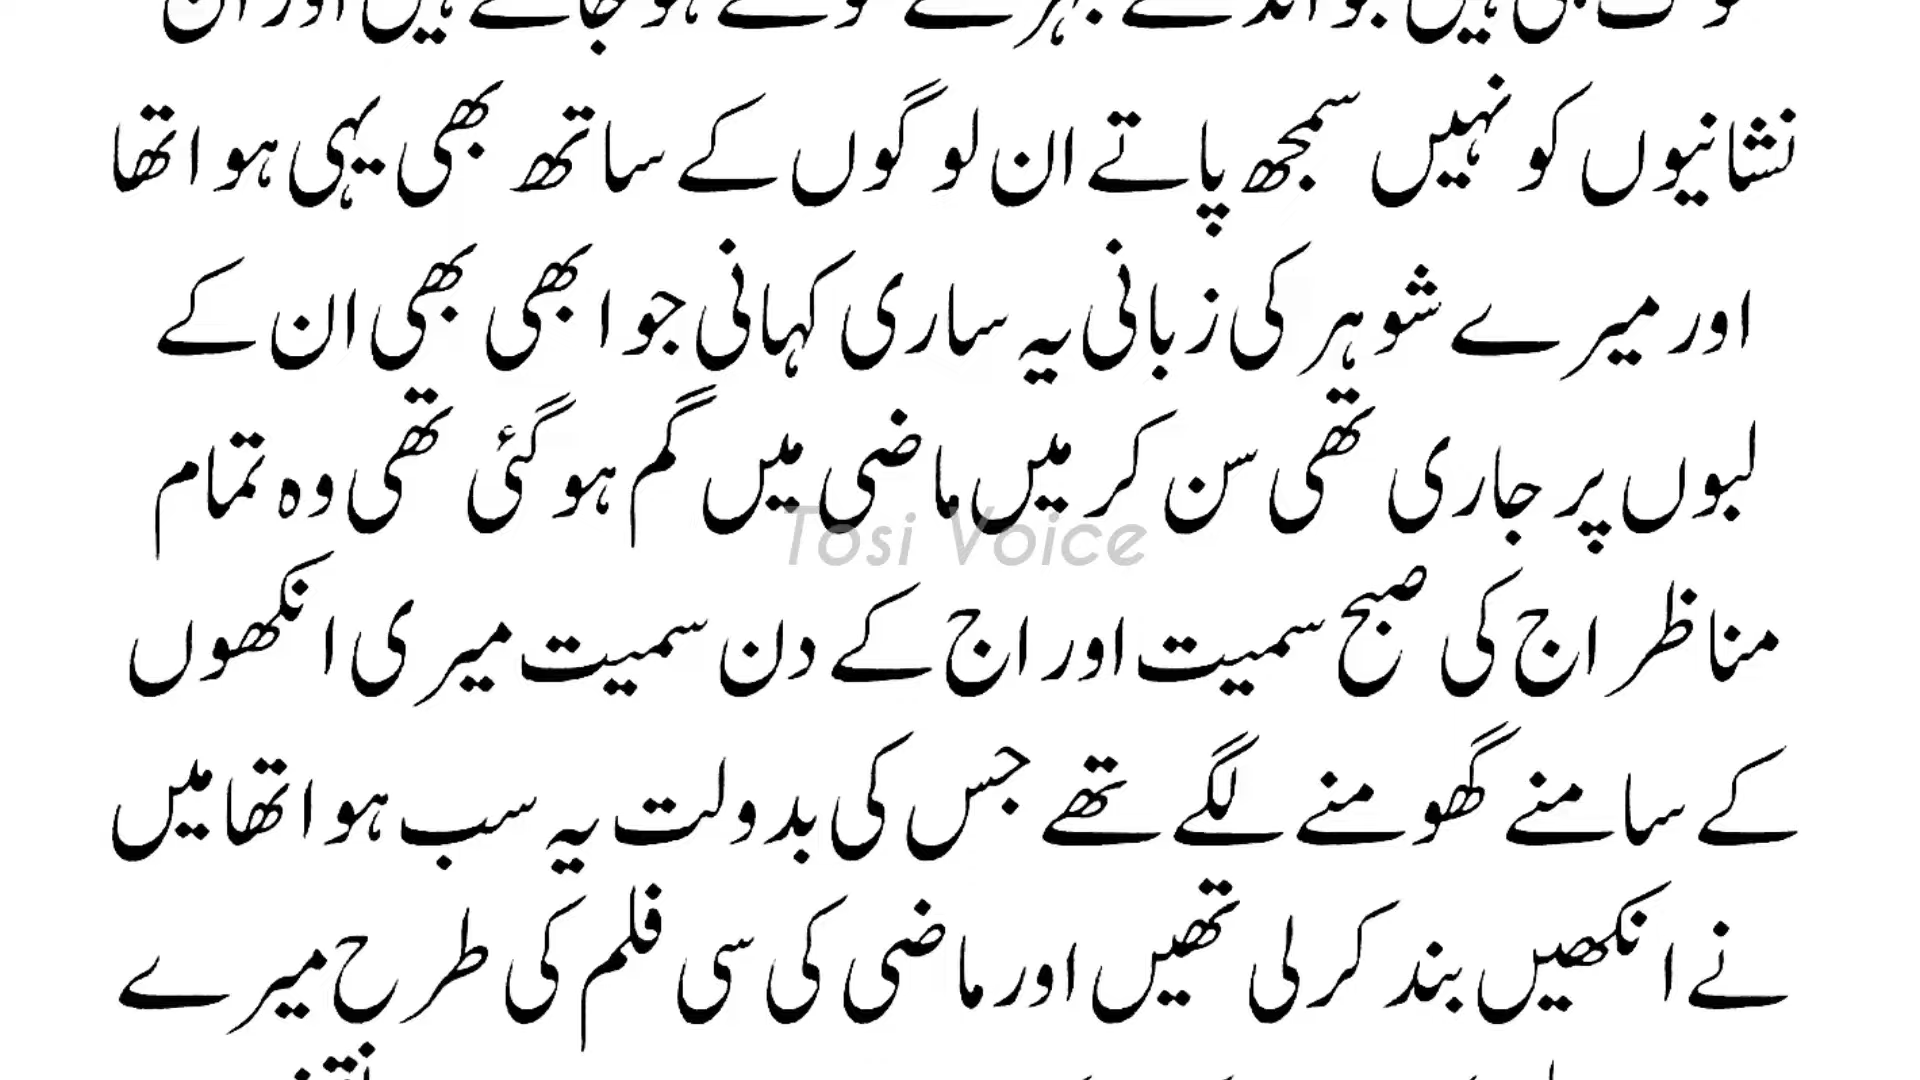 نشانیوں کو نہیں سمجھ پاتے ان لوگوں کے ساتھ بھی یہی ہوا تھا
اور میرے شوہر کی زبانی یہ ساری کہانی جو ابھی بھی ان کے
لبوں پر جاری تھی سن کر میں ماضی میں گم ہو گئی تھی وہ تمام
Tosi Voice
مناظر اج کی صبح سمیت اور اج کے دن سمیت میری انکھوں
کے سامنے گھومنے لگے تھے جس کی بدولت یہ سب ہوا تھا میں
نے انکھیں بند کر لی تھیں اور ماضی کی سی فلم کی طرح میرے